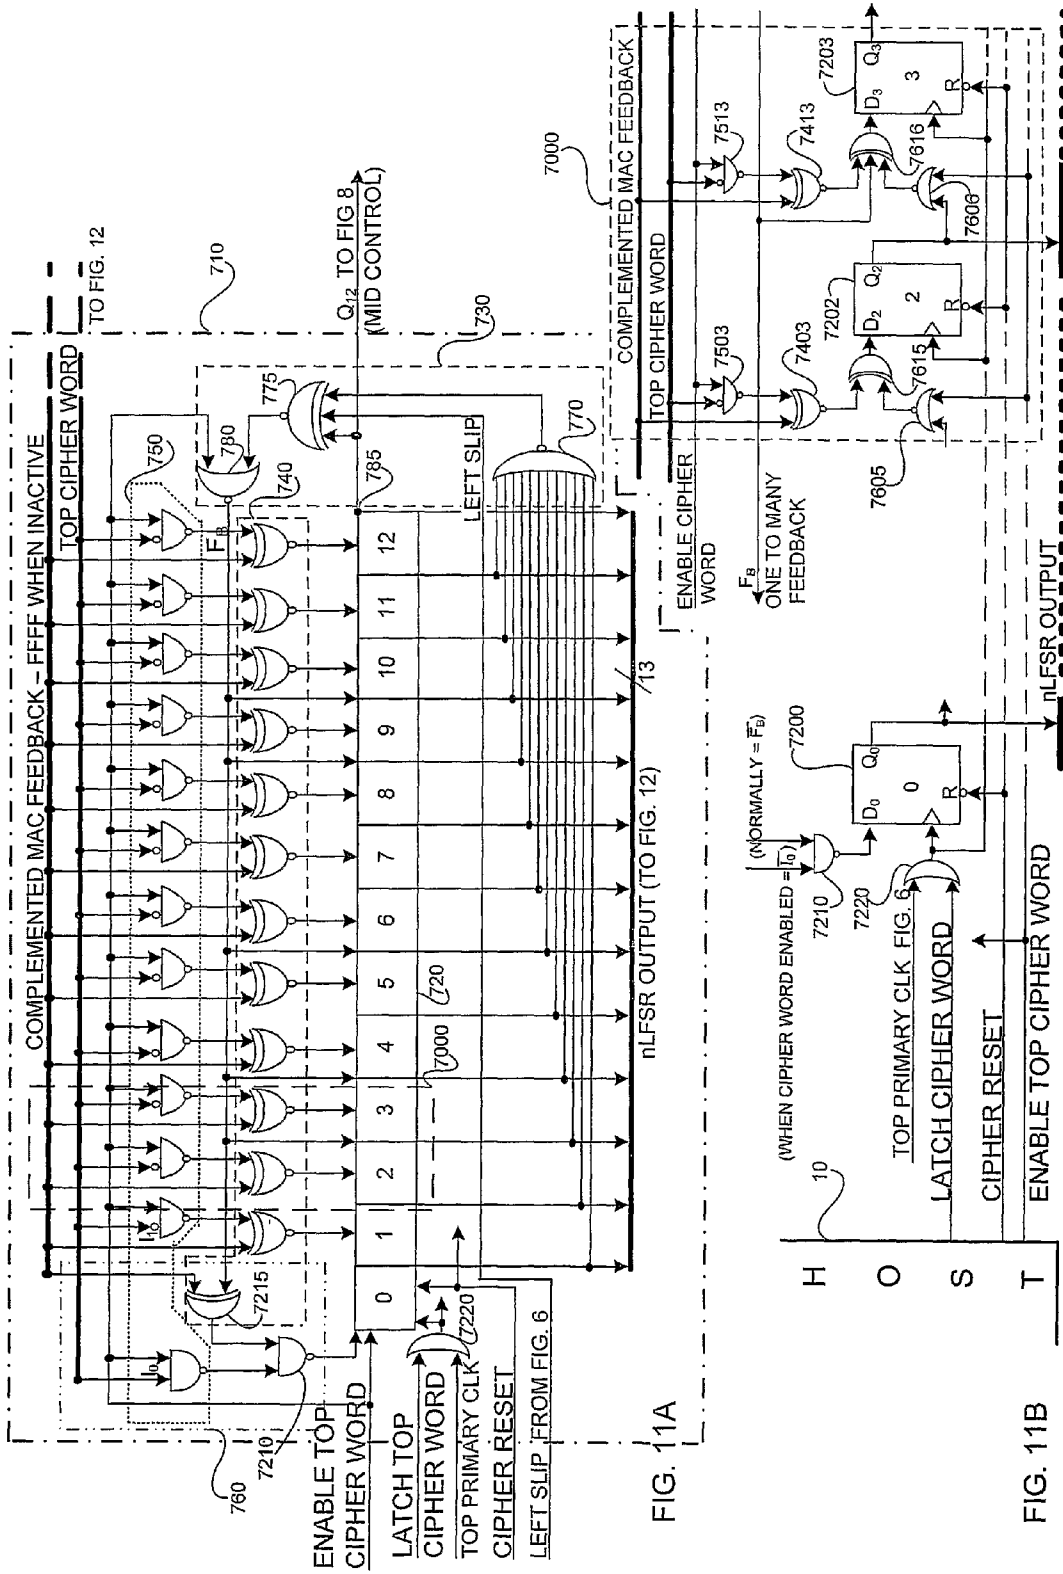 COMPLEMENTED MAC FEEDBACK – FFFF WHEN INACTIVE
TOP CIPHER WORD
TO FIG. 12
710
750
780
775
730
740
785
770
F_B
Q12 TO FIG 8
(MID CONTROL)
LEFT SLIP
I0
I1
7215
7210
760
0 1 2 3 4 5 6 7 8 9 10 11 12
720
7000
7220
13
nLFSR OUTPUT (TO FIG. 12)
ENABLE TOP
CIPHER WORD
LATCH TOP
CIPHER WORD
TOP PRIMARY CLK
CIPHER RESET
LEFT SLIP FROM FIG. 6
FIG. 11A
7000
COMPLEMENTED MAC FEEDBACK
TOP CIPHER WORD
ENABLE CIPHER
WORD
F_B
ONE TO MANY
FEEDBACK
7503
7513
7403
7413
7202
7203
D2 Q2
2
R
D3 Q3
3
R
7615
7616
7605
7606
(WHEN CIPHER WORD ENABLED = I̅0)
(NORMALLY = F̅B)
7210
7200
D0 Q0
0
R
7220
TOP PRIMARY CLK FIG. 6
LATCH CIPHER WORD
CIPHER RESET
ENABLE TOP CIPHER WORD
nLFSR OUTPUT
10
H
O
S
T
FIG. 11B